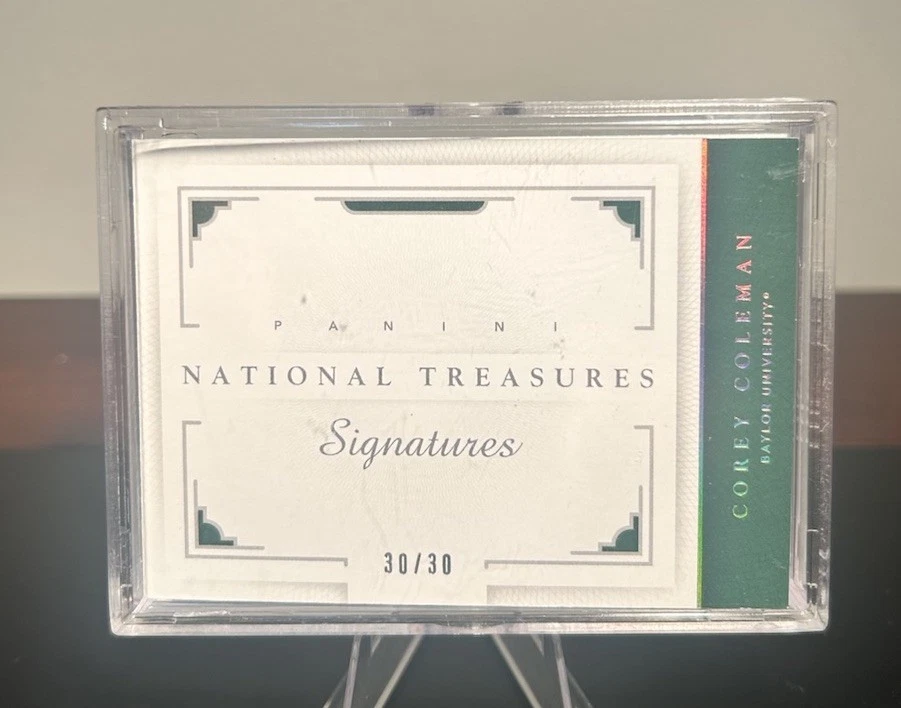 PANINI
NATIONAL TREASURES
Signatures
30/30
COREY COLEMAN
BAYLOR UNIVERSITY®